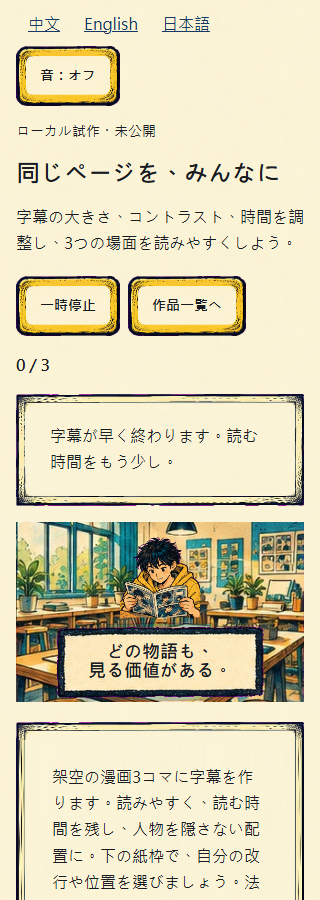 中文 English 日本語
音：オフ
ローカル試作・未公開
同じページを、みんなに
字幕の大きさ、コントラスト、時間を調
整し、3つの場面を読みやすくしよう。
一時停止 作品一覧へ
0 / 3
字幕が早く終わります。読む
時間をもう少し。
どの物語も、
見る価値がある。
架空の漫画3コマに字幕を作
ります。読みやすく、読む時
間を残し、人物を隠さない配
置に。下の紙枠で、自分の改
行や位置を選びましょう。法